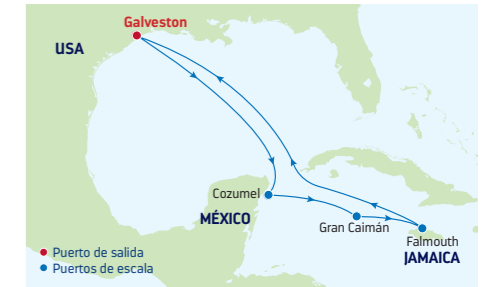 Galveston
USA
Cozumel
MÉXICO
Gran Caimán
Falmouth
JAMAICA
Puerto de salida
Puertos de escala